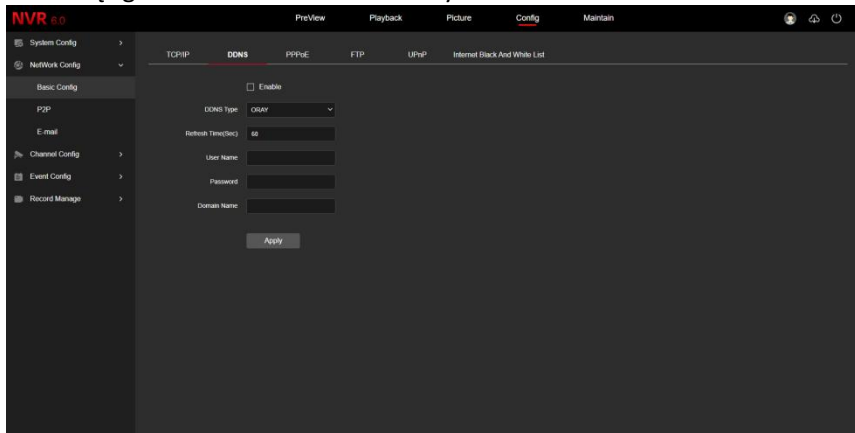 NVR 6.0
PreView Playback Picture Config Maintain
System Config
NetWork Config
Basic Config
P2P
E-mail
Channel Config
Event Config
Record Manage
TCP/IP DDNS PPPoE FTP UPnP Internet Black And White List
Enable
DDNS Type ORAY
Refresh Time(Sec) 60
User Name
Password
Domain Name
Apply